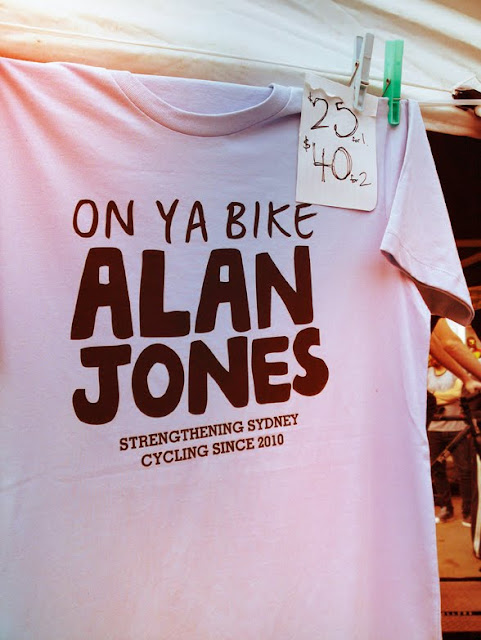 $25 for 1
$40 for 2
ON YA BIKE
ALAN
JONES
STRENGTHENING SYDNEY
CYCLING SINCE 2010